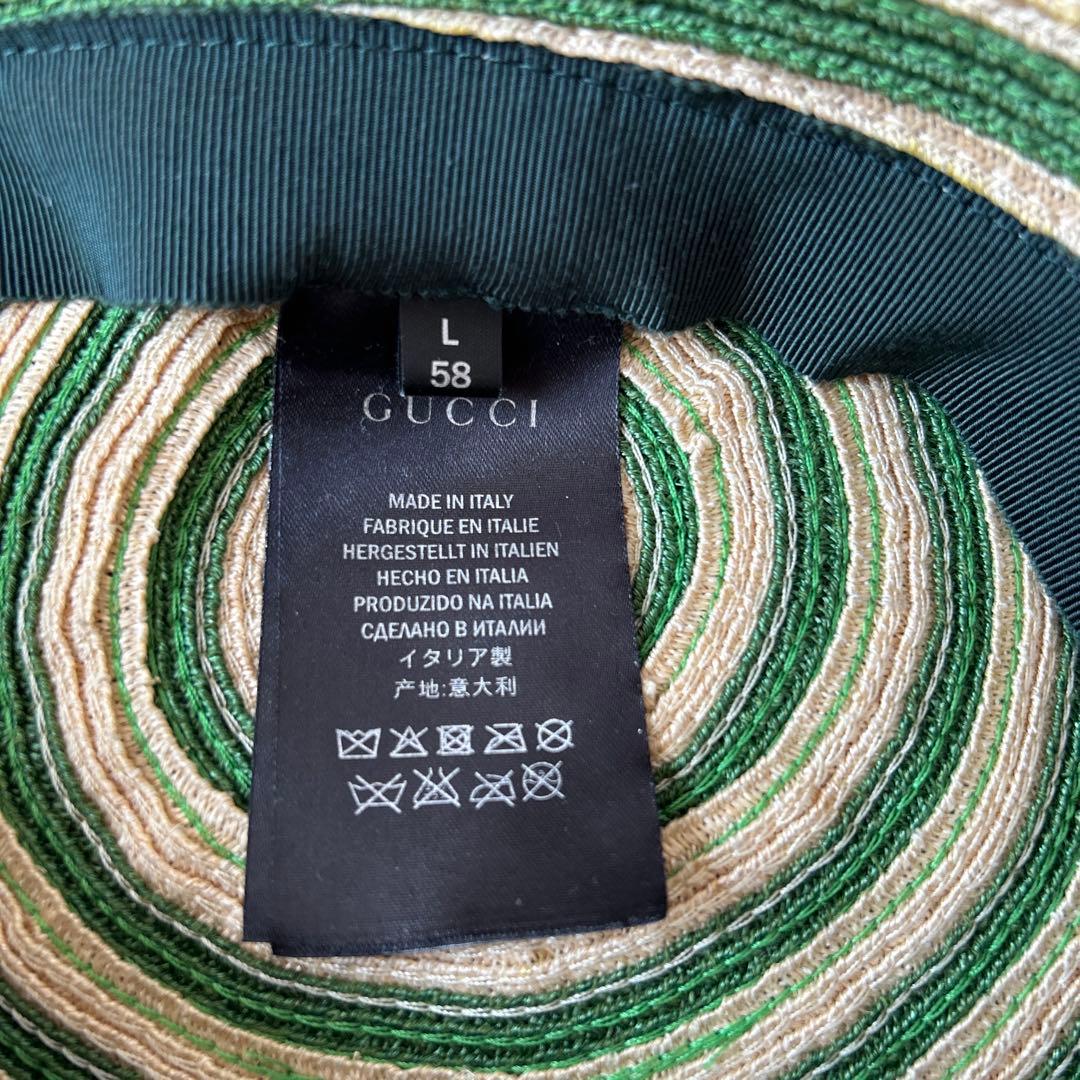 L
58
GUCCI
MADE IN ITALY
FABRIQUE EN ITALIE
HERGESTELLT IN ITALIEN
HECHO EN ITALIA
PRODUZIDO NA ITALIA
СДЕЛАНО В ИТАЛИИ
イタリア製
产地:意大利